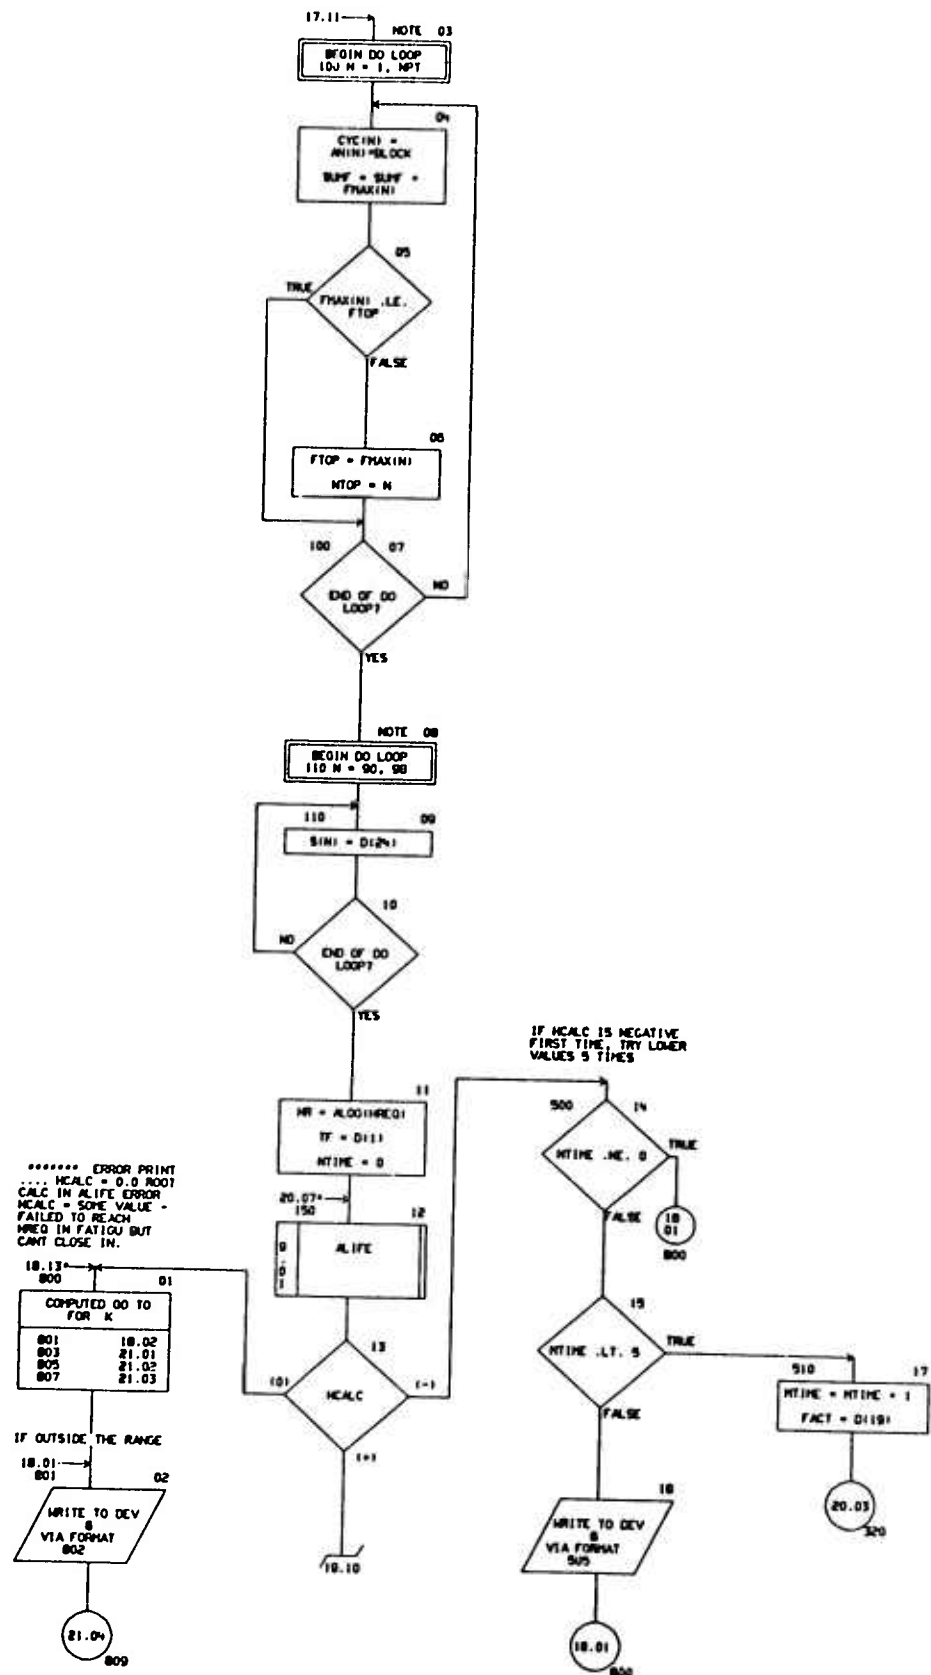 17.11
NOTE 03
BEGIN DO LOOP
100 N = 1, NPT
04
CYC(N) =
AN(N)*BLOCK
SUMF = SUMF +
FMAX(N)
05
TRUE
FMAX(N) .LE.
FTOP
FALSE
06
FTOP = FMAX(N)
NTOP = N
100 07
END OF DO
LOOP?
NO
YES
NOTE 08
BEGIN DO LOOP
110 N = 90, 98
110 09
S(N) = D(24)
10
NO
END OF DO
LOOP?
YES
11
HR = ALOG(HREQ)
TF = D(1)
NTIME = 0
20.07*
150 12
ALIFE
13
HCALC
(0)
(-)
(+)
19.10
******* ERROR PRINT
.... HCALC = 0.0 ROOT
CALC IN ALIFE ERROR
HCALC = SOME VALUE -
FAILED TO REACH
HREQ IN FATIGU BUT
CANT CLOSE IN.
18.13*
800 01
COMPUTED GO TO
FOR K
801 18.02
803 21.01
805 21.02
807 21.03
IF OUTSIDE THE RANGE
18.01
801 02
WRITE TO DEV
6
VIA FORMAT
802
21.04
809
IF HCALC IS NEGATIVE
FIRST TIME, TRY LOWER
VALUES 5 TIMES
500 14
NTIME .NE. 0
TRUE
18
01
800
FALSE
15
NTIME .LT. 5
TRUE
FALSE
510 17
NTIME = NTIME + 1
FACT = D(19)
20.03
320
16
WRITE TO DEV
6
VIA FORMAT
505
18.01
800